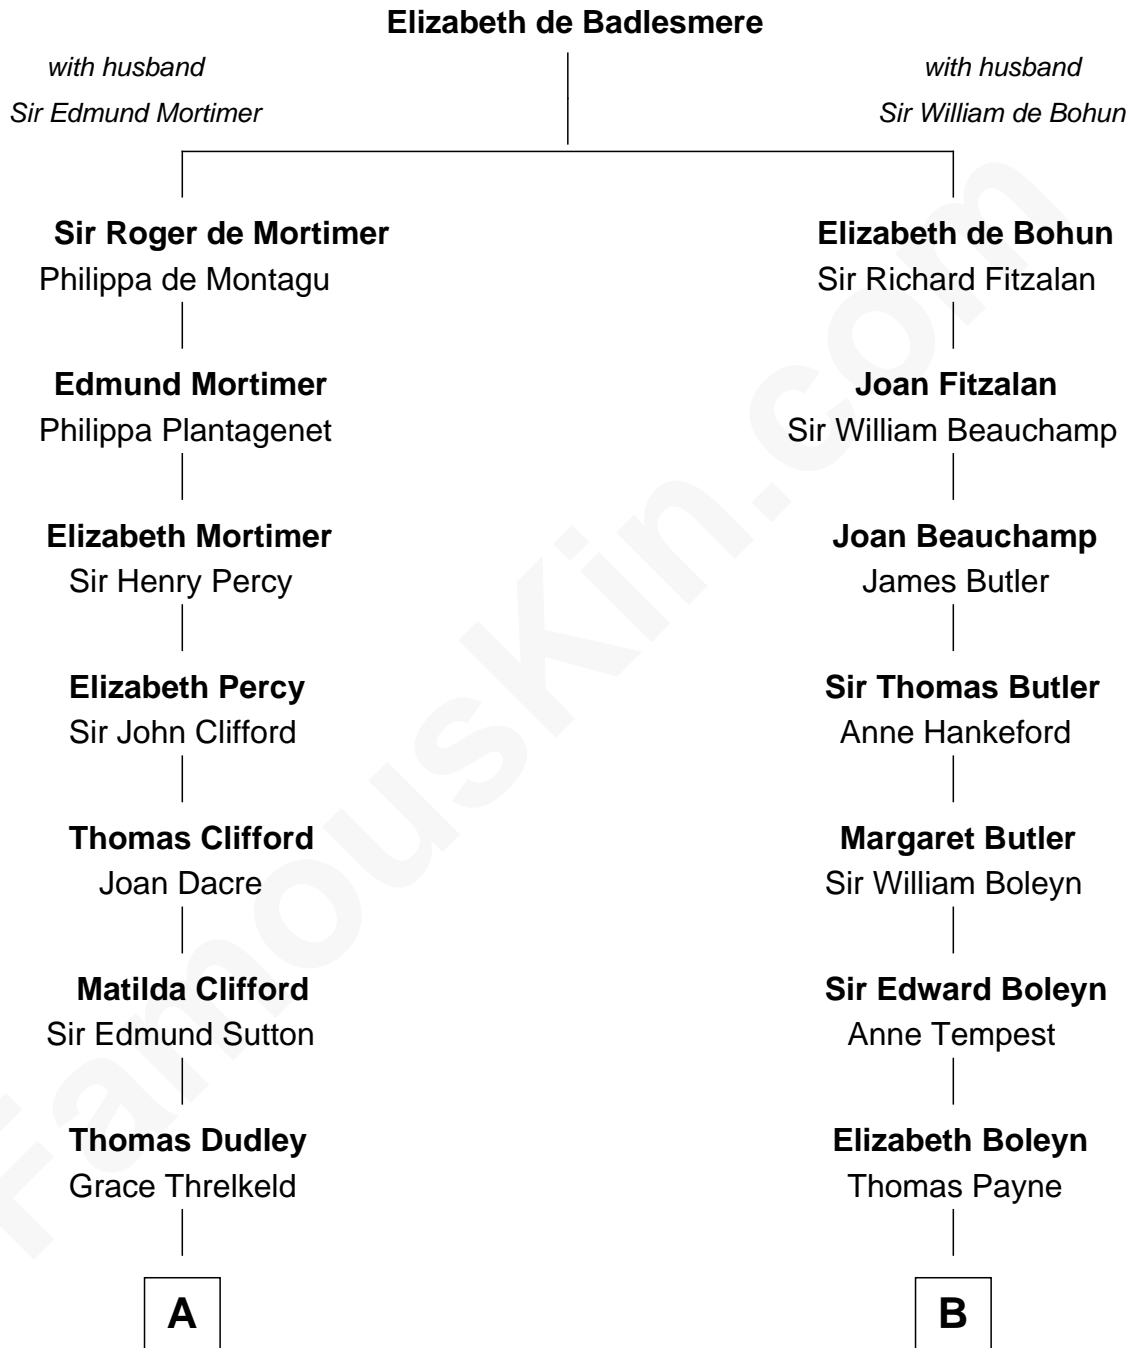 Elizabeth de Badlesmere
with husband
Sir Edmund Mortimer
with husband
Sir William de Bohun
Sir Roger de Mortimer
Philippa de Montagu
Elizabeth de Bohun
Sir Richard Fitzalan
Edmund Mortimer
Philippa Plantagenet
Joan Fitzalan
Sir William Beauchamp
Elizabeth Mortimer
Sir Henry Percy
Joan Beauchamp
James Butler
Elizabeth Percy
Sir John Clifford
Sir Thomas Butler
Anne Hankeford
Thomas Clifford
Joan Dacre
Margaret Butler
Sir William Boleyn
Matilda Clifford
Sir Edmund Sutton
Sir Edward Boleyn
Anne Tempest
Thomas Dudley
Grace Threlkeld
Elizabeth Boleyn
Thomas Payne
A
B
FamousKin.com